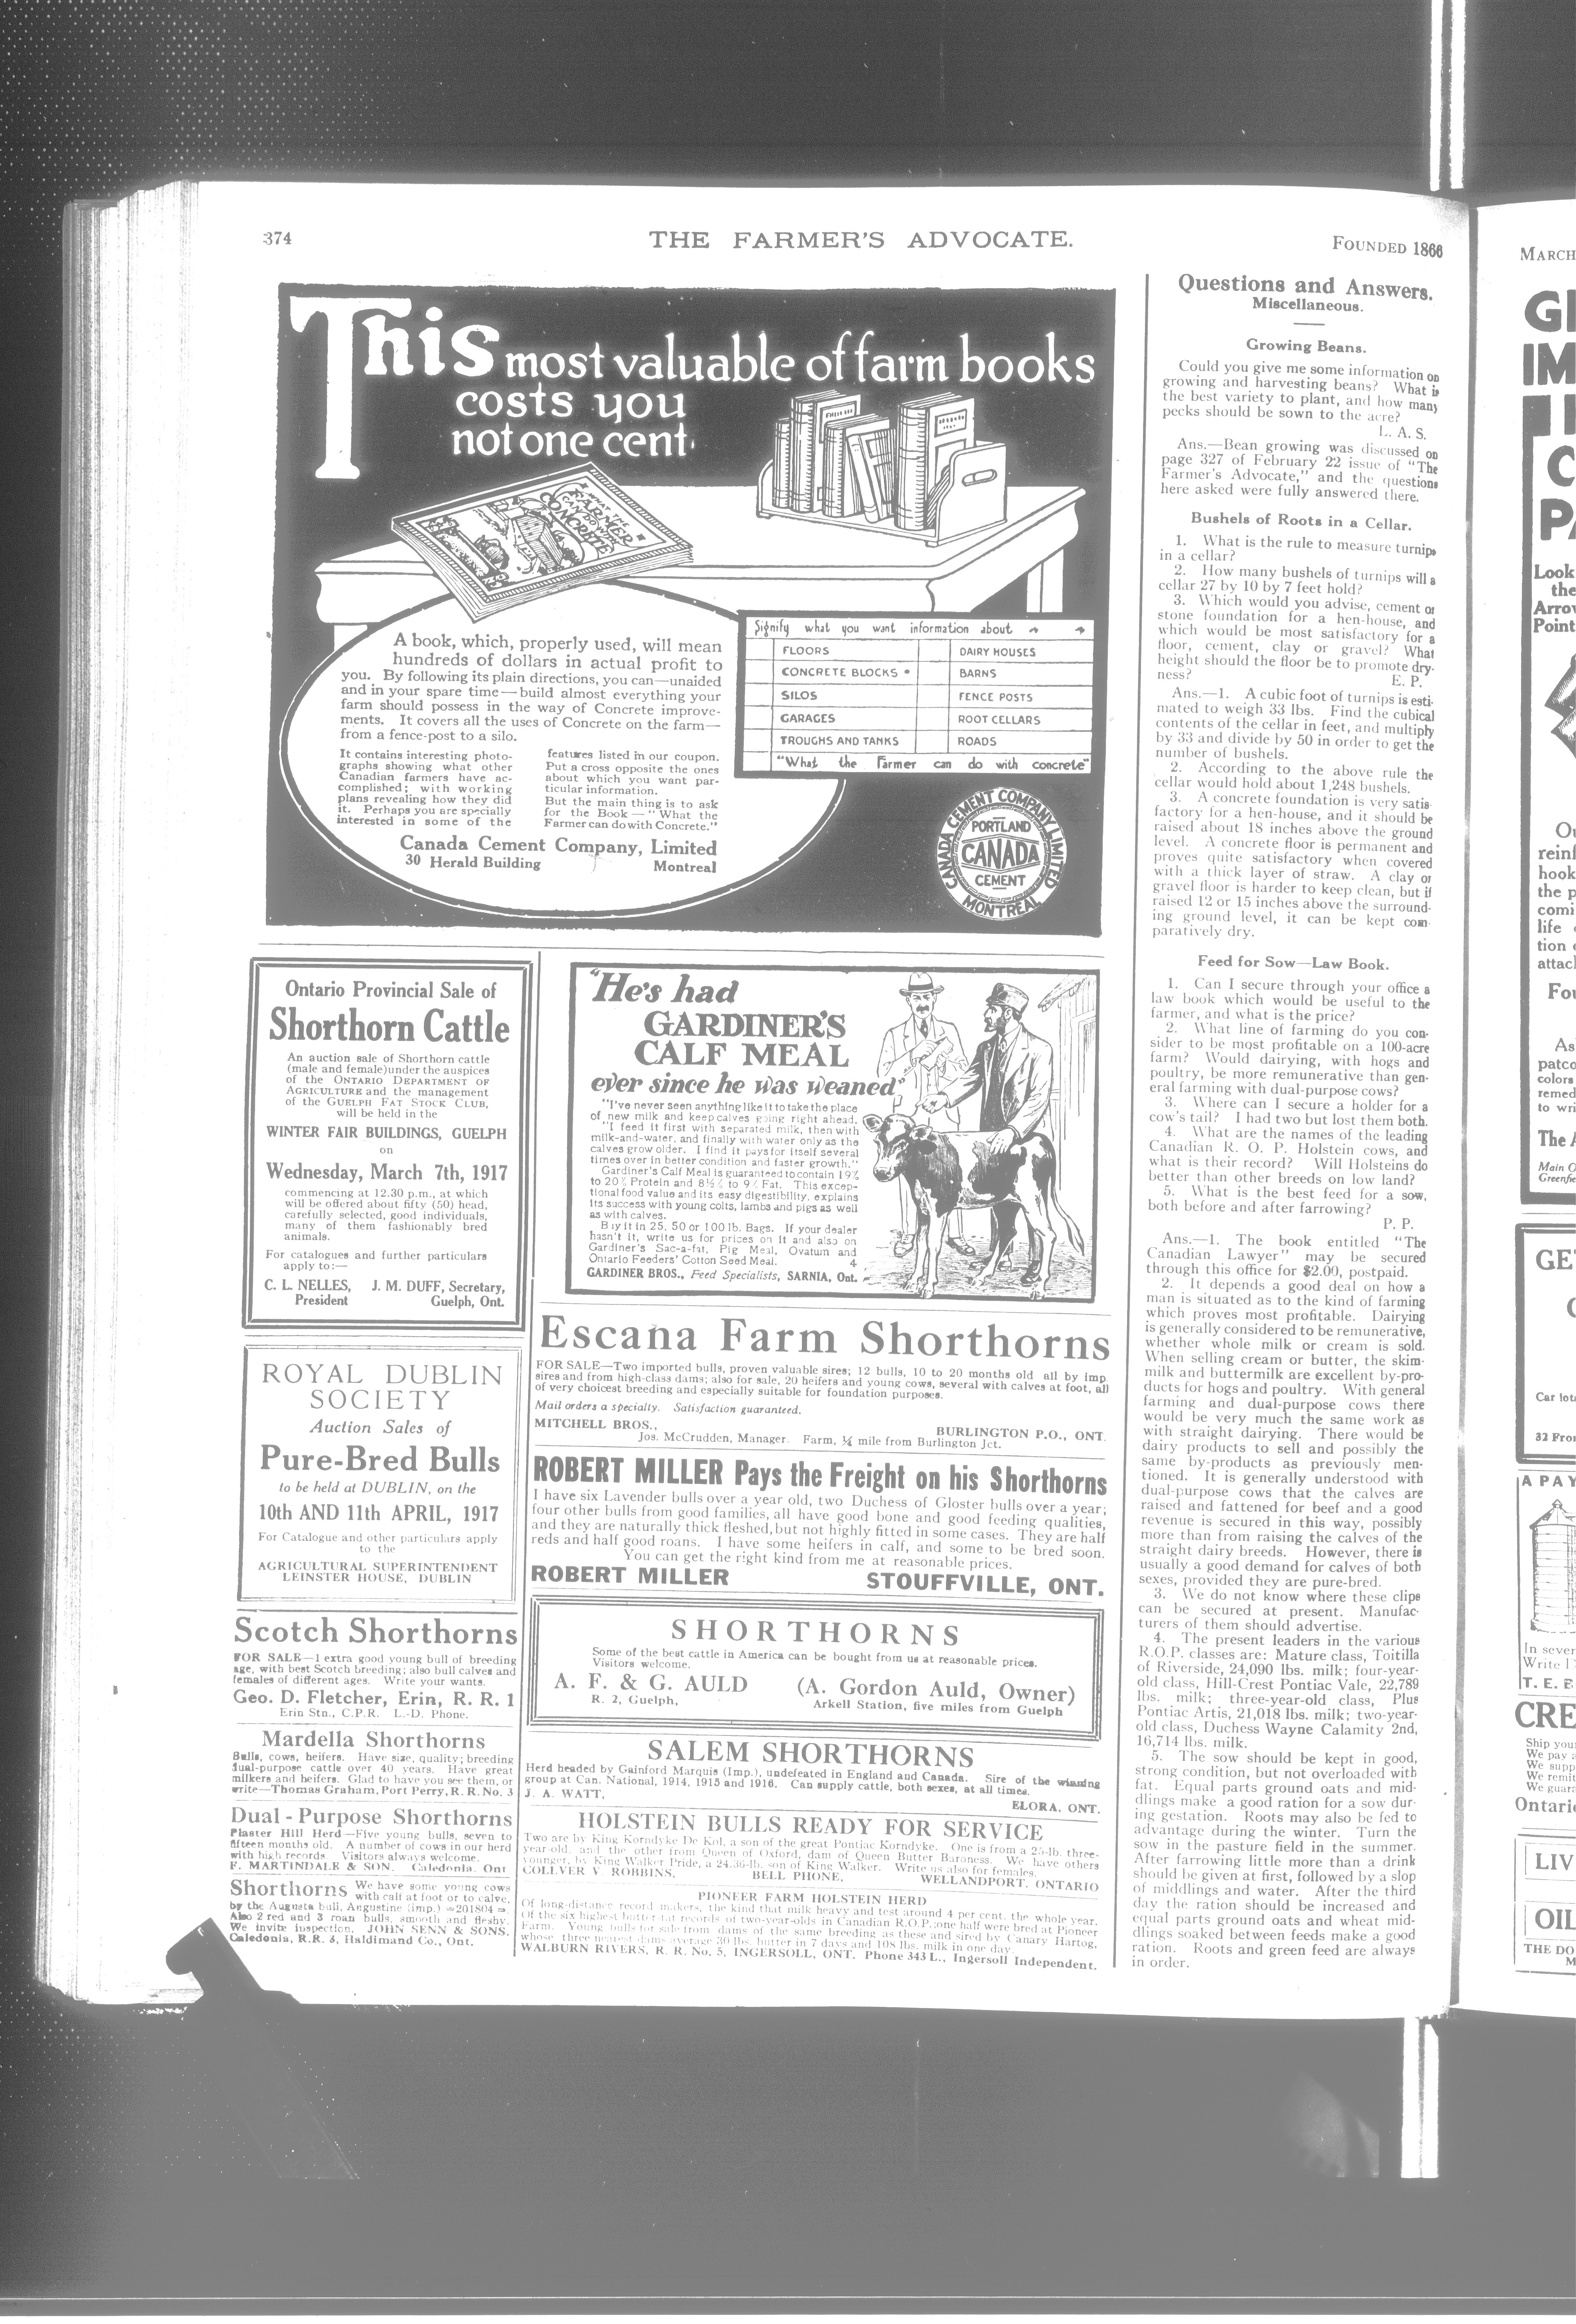 374
THE FARMER'S ADVOCATE.
FOUNDED 1866
This most valuable of farm books
costs you
not one cent.
WHAT THE
FARMER
CAN DO WITH
CONCRETE
A book, which, properly used, will mean
hundreds of dollars in actual profit to
you. By following its plain directions, you can—unaided
and in your spare time—build almost everything your
farm should possess in the way of Concrete improve-
ments. It covers all the uses of Concrete on the farm—
from a fence-post to a silo.
It contains interesting photo-
graphs showing what other
Canadian farmers have ac-
complished; with working
plans revealing how they did
it. Perhaps you are specially
interested in some of the
features listed in our coupon.
Put a cross opposite the ones
about which you want par-
ticular information.
But the main thing is to ask
for the Book—"What the
Farmer can do with Concrete."
Canada Cement Company, Limited
30 Herald Building Montreal
Signify what you want information about
FLOORS DAIRY HOUSES
CONCRETE BLOCKS BARNS
SILOS FENCE POSTS
GARAGES ROOT CELLARS
TROUGHS AND TANKS ROADS
"What the Farmer can do with concrete"
CANADA CEMENT COMPANY LIMITED
PORTLAND
CANADA
CEMENT
MONTREAL
Ontario Provincial Sale of
Shorthorn Cattle
An auction sale of Shorthorn cattle
(male and female) under the auspices
of the ONTARIO DEPARTMENT OF
AGRICULTURE and the management
of the GUELPH FAT STOCK CLUB,
will be held in the
WINTER FAIR BUILDINGS, GUELPH
on
Wednesday, March 7th, 1917
commencing at 12.30 p.m., at which
will be offered about fifty (50) head,
carefully selected, good individuals,
many of them fashionably bred
animals.
For catalogues and further particulars
apply to:—
C. L. NELLES, J. M. DUFF, Secretary,
President Guelph, Ont.
ROYAL DUBLIN
SOCIETY
Auction Sales of
Pure-Bred Bulls
to be held at DUBLIN, on the
10th AND 11th APRIL, 1917
For Catalogue and other particulars apply
to the
AGRICULTURAL SUPERINTENDENT
LEINSTER HOUSE, DUBLIN
Scotch Shorthorns
FOR SALE—1 extra good young bull of breeding
age, with best Scotch breeding; also bull calves and
females of different ages. Write your wants.
Geo. D. Fletcher, Erin, R. R. 1
Erin Stn., C.P.R. L.-D. Phone.
Mardella Shorthorns
Bulls, cows, heifers. Have size, quality; breeding
dual-purpose cattle over 40 years. Have great
milkers and heifers. Glad to have you see them, or
write—Thomas Graham, Port Perry, R. R. No. 3
Dual-Purpose Shorthorns
Plaster Hill Herd—Five young bulls, seven to
fifteen months old. A number of cows in our herd
with high records. Visitors always welcome.
F. MARTINDALE & SON. Caledonia. Ont
Shorthorns We have some young cows
with calf at foot or to calve,
by the Augusta bull, Augustine (imp.) =201804 =.
Also 2 red and 3 roan bulls, smooth and fleshy.
We invite inspection. JOHN SENN & SONS,
Caledonia, R.R. 3, Haldimand Co., Ont.
"He's had
GARDINER'S
CALF MEAL
ever since he was weaned"
"I've never seen anything like it to take the place
of new milk and keep calves going right ahead.
"I feed it first with separated milk, then with
milk-and-water, and finally with water only as the
calves grow older. I find it pays for itself several
times over in better condition and faster growth."
Gardiner's Calf Meal is guaranteed to contain 19%
to 20% Protein and 8½% to 9% Fat. This excep-
tional food value and its easy digestibility, explains
its success with young colts, lambs and pigs as well
as with calves.
Buy it in 25, 50 or 100 lb. Bags. If your dealer
hasn't it, write us for prices on it and also on
Gardiner's Sac-a-fat, Pig Meal, Ovatum and
Ontario Feeders' Cotton Seed Meal. 4
GARDINER BROS., Feed Specialists, SARNIA, Ont.
Escana Farm Shorthorns
FOR SALE—Two imported bulls, proven valuable sires; 12 bulls, 10 to 20 months old all by imp.
sires and from high-class dams; also for sale, 20 heifers and young cows, several with calves at foot, all
of very choicest breeding and especially suitable for foundation purposes.
Mail orders a specialty. Satisfaction guaranteed.
MITCHELL BROS., BURLINGTON P.O., ONT.
Jos. McCrudden, Manager. Farm, ¼ mile from Burlington Jct.
ROBERT MILLER Pays the Freight on his Shorthorns
I have six Lavender bulls over a year old, two Duchess of Gloster bulls over a year;
four other bulls from good families, all have good bone and good feeding qualities,
and they are naturally thick fleshed, but not highly fitted in some cases. They are half
reds and half good roans. I have some heifers in calf, and some to be bred soon.
You can get the right kind from me at reasonable prices.
ROBERT MILLER STOUFFVILLE, ONT.
SHORTHORNS
Some of the best cattle in America can be bought from us at reasonable prices.
Visitors welcome.
A. F. & G. AULD (A. Gordon Auld, Owner)
R. 2, Guelph, Arkell Station, five miles from Guelph
SALEM SHORTHORNS
Herd headed by Gainford Marquis (Imp.), undefeated in England and Canada. Sire of the winning
group at Can. National, 1914, 1915 and 1916. Can supply cattle, both sexes, at all times.
J. A. WATT, ELORA, ONT.
HOLSTEIN BULLS READY FOR SERVICE
Two are by King Korndyke De Kol, a son of the great Pontiac Korndyke. One is from a 25-lb. three-
year-old, and the other from Queen of Oxford, dam of Queen Butter Baroness. We have others
younger, by King Walker Pride, a 24.36-lb. son of King Walker. Write us also for females.
COLLVER V. ROBBINS, BELL PHONE, WELLANDPORT, ONTARIO
PIONEER FARM HOLSTEIN HERD
Of long-distance record makers, the kind that milk heavy and test around 4 per cent. the whole year.
Of the six highest butter-fat records of two-year-olds in Canadian R.O.P.; one half were bred at Pioneer
Farm. Young bulls for sale from dams of the same breeding as these and sired by Canary Hartog,
whose three nearest dams average 30 lbs. butter in 7 days and 108 lbs. milk in one day.
WALBURN RIVERS, R. R. No. 5, INGERSOLL, ONT. Phone 343 L., Ingersoll Independent.
Questions and Answers.
Miscellaneous.
Growing Beans.
Could you give me some information on
growing and harvesting beans? What is
the best variety to plant, and how many
pecks should be sown to the acre?
L. A. S.
Ans.—Bean growing was discussed on
page 327 of February 22 issue of "The
Farmer's Advocate," and the questions
here asked were fully answered there.
Bushels of Roots in a Cellar.
1. What is the rule to measure turnips
in a cellar?
2. How many bushels of turnips will a
cellar 27 by 10 by 7 feet hold?
3. Which would you advise, cement or
stone foundation for a hen-house, and
which would be most satisfactory for a
floor, cement, clay or gravel? What
height should the floor be to promote dry-
ness? E. P.
Ans.—1. A cubic foot of turnips is esti-
mated to weigh 33 lbs. Find the cubical
contents of the cellar in feet, and multiply
by 33 and divide by 50 in order to get the
number of bushels.
2. According to the above rule the
cellar would hold about 1,248 bushels.
3. A concrete foundation is very satis-
factory for a hen-house, and it should be
raised about 18 inches above the ground
level. A concrete floor is permanent and
proves quite satisfactory when covered
with a thick layer of straw. A clay or
gravel floor is harder to keep clean, but if
raised 12 or 15 inches above the surround-
ing ground level, it can be kept com-
paratively dry.
Feed for Sow—Law Book.
1. Can I secure through your office a
law book which would be useful to the
farmer, and what is the price?
2. What line of farming do you con-
sider to be most profitable on a 100-acre
farm? Would dairying, with hogs and
poultry, be more remunerative than gen-
eral farming with dual-purpose cows?
3. Where can I secure a holder for a
cow's tail? I had two but lost them both.
4. What are the names of the leading
Canadian R. O. P. Holstein cows, and
what is their record? Will Holsteins do
better than other breeds on low land?
5. What is the best feed for a sow,
both before and after farrowing?
P. P.
Ans.—1. The book entitled "The
Canadian Lawyer" may be secured
through this office for $2.00, postpaid.
2. It depends a good deal on how a
man is situated as to the kind of farming
which proves most profitable. Dairying
is generally considered to be remunerative,
whether whole milk or cream is sold.
When selling cream or butter, the skim-
milk and buttermilk are excellent by-pro-
ducts for hogs and poultry. With general
farming and dual-purpose cows there
would be very much the same work as
with straight dairying. There would be
dairy products to sell and possibly the
same by-products as previously men-
tioned. It is generally understood with
dual-purpose cows that the calves are
raised and fattened for beef and a good
revenue is secured in this way, possibly
more than from raising the calves of the
straight dairy breeds. However, there is
usually a good demand for calves of both
sexes, provided they are pure-bred.
3. We do not know where these clips
can be secured at present. Manufac-
turers of them should advertise.
4. The present leaders in the various
R.O.P. classes are: Mature class, Toitilla
of Riverside, 24,090 lbs. milk; four-year-
old class, Hill-Crest Pontiac Vale, 22,789
lbs. milk; three-year-old class, Plus
Pontiac Artis, 21,018 lbs. milk; two-year-
old class, Duchess Wayne Calamity 2nd,
16,714 lbs. milk.
5. The sow should be kept in good,
strong condition, but not overloaded with
fat. Equal parts ground oats and mid-
dlings make a good ration for a sow dur-
ing gestation. Roots may also be fed to
advantage during the winter. Turn the
sow in the pasture field in the summer.
After farrowing little more than a drink
should be given at first, followed by a slop
of middlings and water. After the third
day the ration should be increased and
equal parts ground oats and wheat mid-
dlings soaked between feeds make a good
ration. Roots and green feed are always
in order.
MARCH
GI
IM
C
PA
Look
the
Arrov
Point
Ou
reinf
hook
the p
comi
life
tion
attac
Fou
As
patco
colors
remed
to wri
The A
Main O
Greenfie
GE
Car lots
32 Fron
A PAY
In sever
Write
T. E. B
CRE
Ship your
We pay a
We supp
We remit
We guara
Ontario
LIV
OIL
THE DO
M